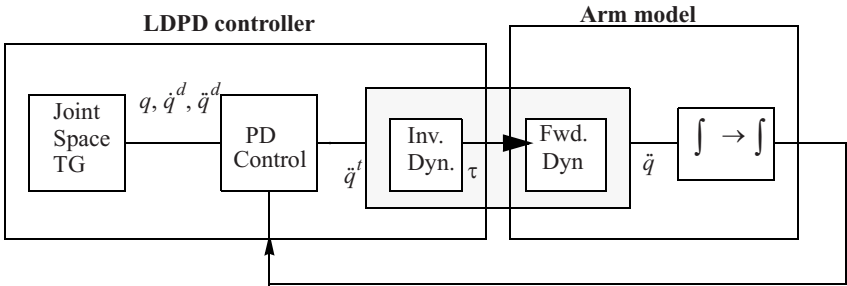 LDPD controller
Arm model
Joint
Space
TG
q, q̇ᵈ, q̈ᵈ
PD
Control
q̈ᵗ
Inv.
Dyn.
τ
Fwd.
Dyn
q̈
∫ → ∫